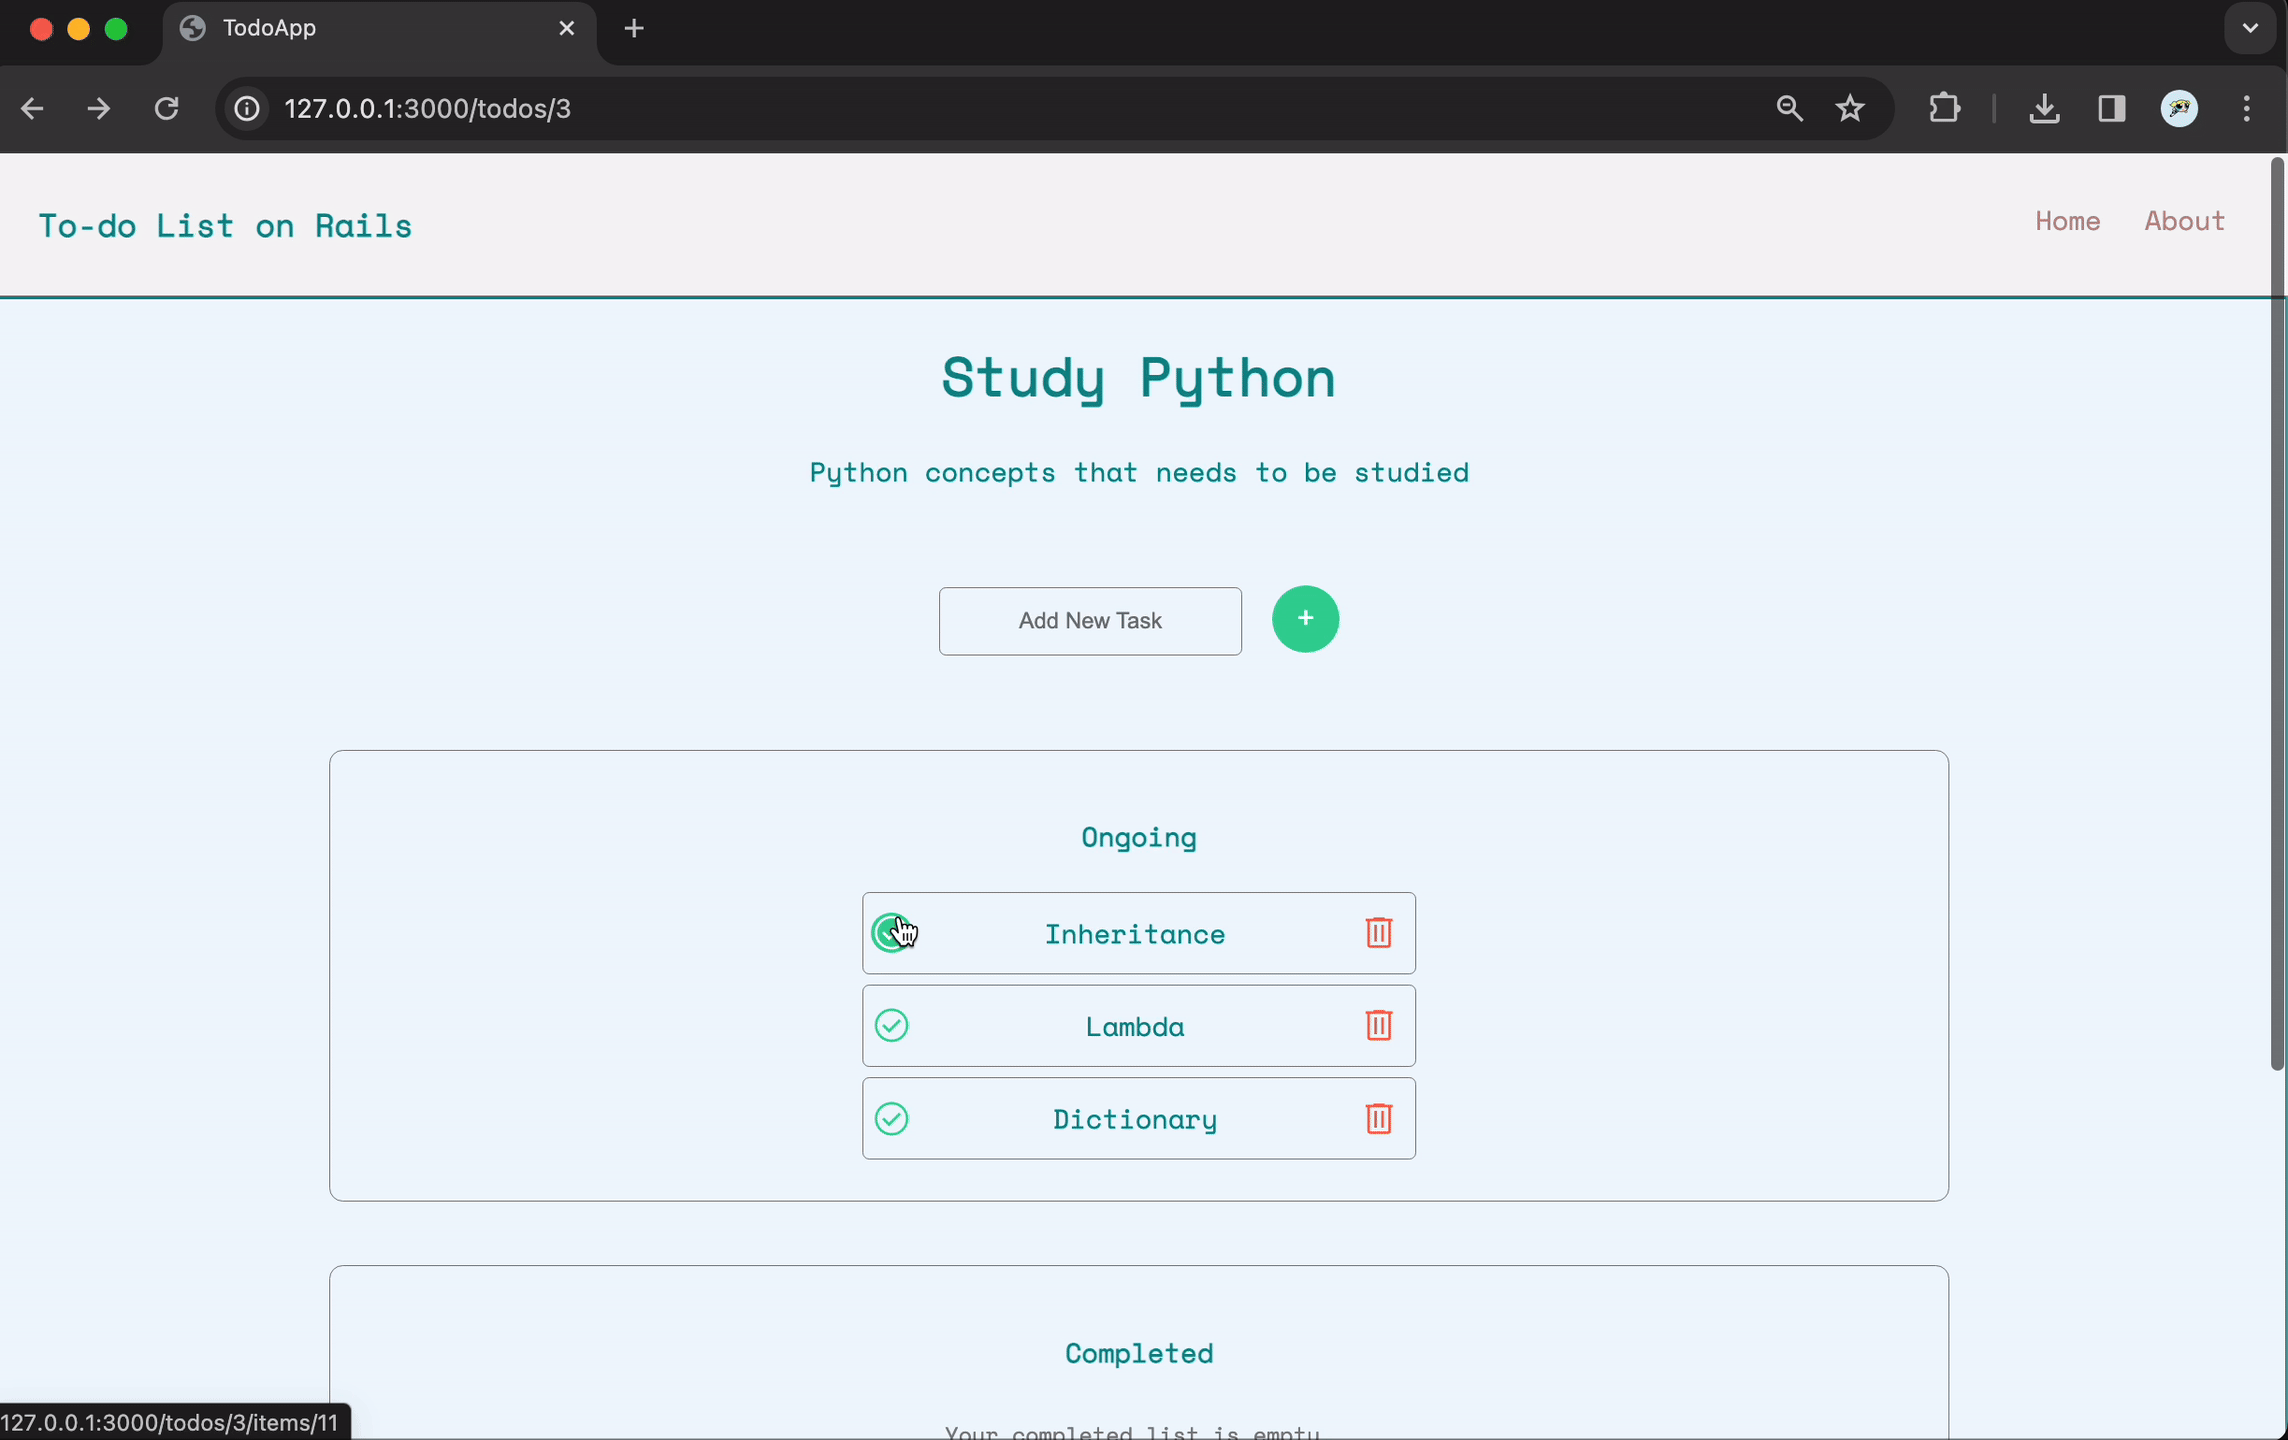 TodoApp
127.0.0.1:3000/todos/3
To-do List on Rails
Home About
Study Python
Python concepts that needs to be studied
Add New Task +
Ongoing
Inheritance
Lambda
Dictionary
Completed
Your completed list is empty
127.0.0.1:3000/todos/3/items/11